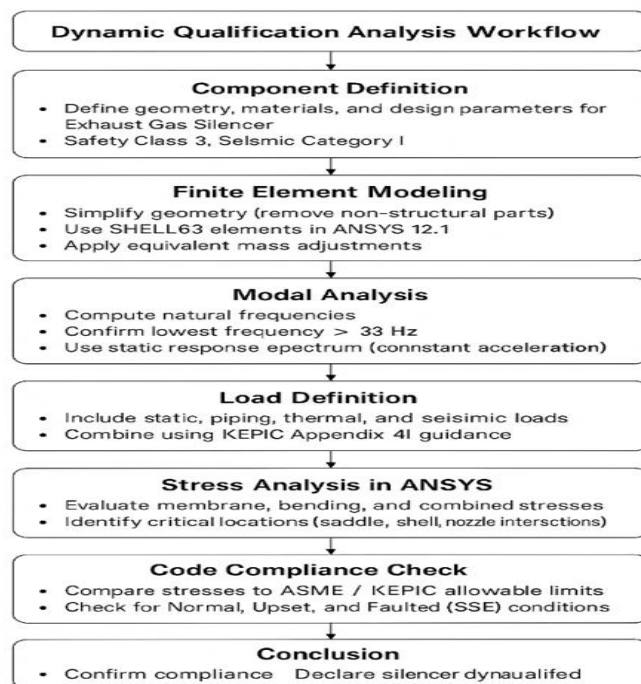 Dynamic Qualification Analysis Workflow
Component Definition
• Define geometry, materials, and design parameters for
Exhaust Gas Silencer
• Safety Class 3, Selsmic Category I
Finite Element Modeling
• Simplify geometry (remove non-structural parts)
• Use SHELL63 elements in ANSYS 12.1
• Apply equivalent mass adjustments
Modal Analysis
• Compute natural frequencies
• Confirm lowest frequency > 33 Hz
• Use static response epectrum (connstant acceleration)
Load Definition
• Include static, piping, thermal, and seisimic loads
• Combine using KEPIC Appendix 4I guidance
Stress Analysis in ANSYS
• Evaluate membrane, bending, and combined stresses
• Identify critical locations (saddle, shell, nozzle intersctions)
Code Compliance Check
• Compare stresses to ASME / KEPIC allowable limits
• Check for Normal, Upset, and Faulted (SSE) conditions
Conclusion
• Confirm compliance Declare silencer dynaualifed